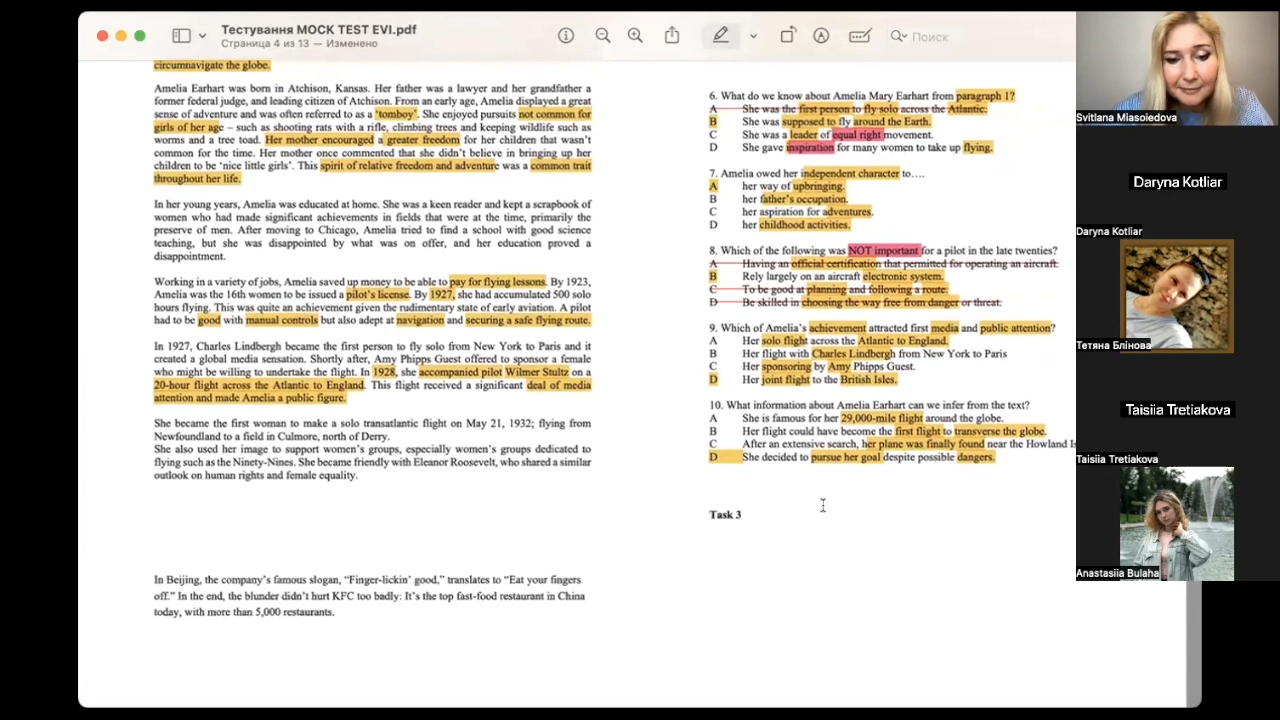 Тестування MOCK TEST EVI.pdf
Страница 4 из 13 — Изменено
Поиск
circumnavigate the globe.
Amelia Earhart was born in Atchison, Kansas. Her father was a lawyer and her grandfather a
former federal judge, and leading citizen of Atchison. From an early age, Amelia displayed a great
sense of adventure and was often referred to as a 'tomboy'. She enjoyed pursuits not common for
girls of her age – such as shooting rats with a rifle, climbing trees and keeping wildlife such as
worms and a tree toad. Her mother encouraged a greater freedom for her children that wasn't
common for the time. Her mother once commented that she didn't believe in bringing up her
children to be 'nice little girls'. This spirit of relative freedom and adventure was a common trait
throughout her life.
In her young years, Amelia was educated at home. She was a keen reader and kept a scrapbook of
women who had made significant achievements in fields that were at the time, primarily the
preserve of men. After moving to Chicago, Amelia tried to find a school with good science
teaching, but she was disappointed by what was on offer, and her education proved a
disappointment.
Working in a variety of jobs, Amelia saved up money to be able to pay for flying lessons. By 1923,
Amelia was the 16th women to be issued a pilot's license. By 1927, she had accumulated 500 solo
hours flying. This was quite an achievement given the rudimentary state of early aviation. A pilot
had to be good with manual controls but also adept at navigation and securing a safe flying route.
In 1927, Charles Lindbergh became the first person to fly solo from New York to Paris and it
created a global media sensation. Shortly after, Amy Phipps Guest offered to sponsor a female
who might be willing to undertake the flight. In 1928, she accompanied pilot Wilmer Stultz on a
20-hour flight across the Atlantic to England. This flight received a significant deal of media
attention and made Amelia a public figure.
She became the first woman to make a solo transatlantic flight on May 21, 1932; flying from
Newfoundland to a field in Culmore, north of Derry.
She also used her image to support women's groups, especially women's groups dedicated to
flying such as the Ninety-Nines. She became friendly with Eleanor Roosevelt, who shared a similar
outlook on human rights and female equality.
In Beijing, the company's famous slogan, "Finger-lickin' good," translates to "Eat your fingers
off." In the end, the blunder didn't hurt KFC too badly: It's the top fast-food restaurant in China
today, with more than 5,000 restaurants.
6. What do we know about Amelia Mary Earhart from paragraph 1?
A She was the first person to fly solo across the Atlantic.
B She was supposed to fly around the Earth.
C She was a leader of equal right movement.
D She gave inspiration for many women to take up flying.
7. Amelia owed her independent character to….
A her way of upbringing.
B her father's occupation.
C her aspiration for adventures.
D her childhood activities.
8. Which of the following was NOT important for a pilot in the late twenties?
A Having an official certification that permitted for operating an aircraft.
B Rely largely on an aircraft electronic system.
C To be good at planning and following a route.
D Be skilled in choosing the way free from danger or threat.
9. Which of Amelia's achievement attracted first media and public attention?
A Her solo flight across the Atlantic to England.
B Her flight with Charles Lindbergh from New York to Paris
C Her sponsoring by Amy Phipps Guest.
D Her joint flight to the British Isles.
10. What information about Amelia Earhart can we infer from the text?
A She is famous for her 29,000-mile flight around the globe.
B Her flight could have become the first flight to transverse the globe.
C After an extensive search, her plane was finally found near the Howland Is
D She decided to pursue her goal despite possible dangers.
Task 3
Svitlana Miasoiedova
Daryna Kotliar
Daryna Kotliar
Тетяна Блінова
Taisiia Tretiakova
Taisiia Tretiakova
Anastasiia Bulaha